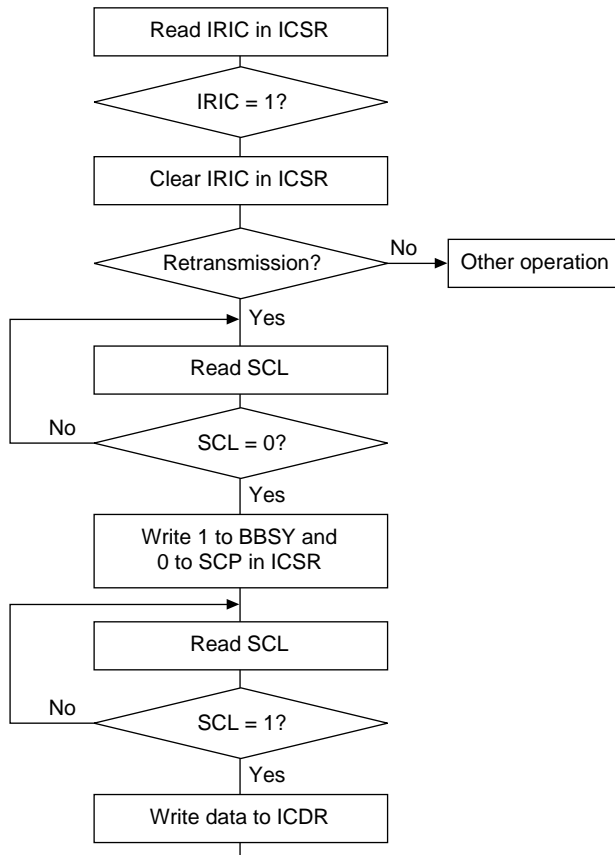 Read IRIC in ICSR
IRIC = 1?
Clear IRIC in ICSR
Retransmission?
No
Other operation
Yes
Read SCL
No
SCL = 0?
Yes
Write 1 to BBSY and
0 to SCP in ICSR
Read SCL
No
SCL = 1?
Yes
Write data to ICDR